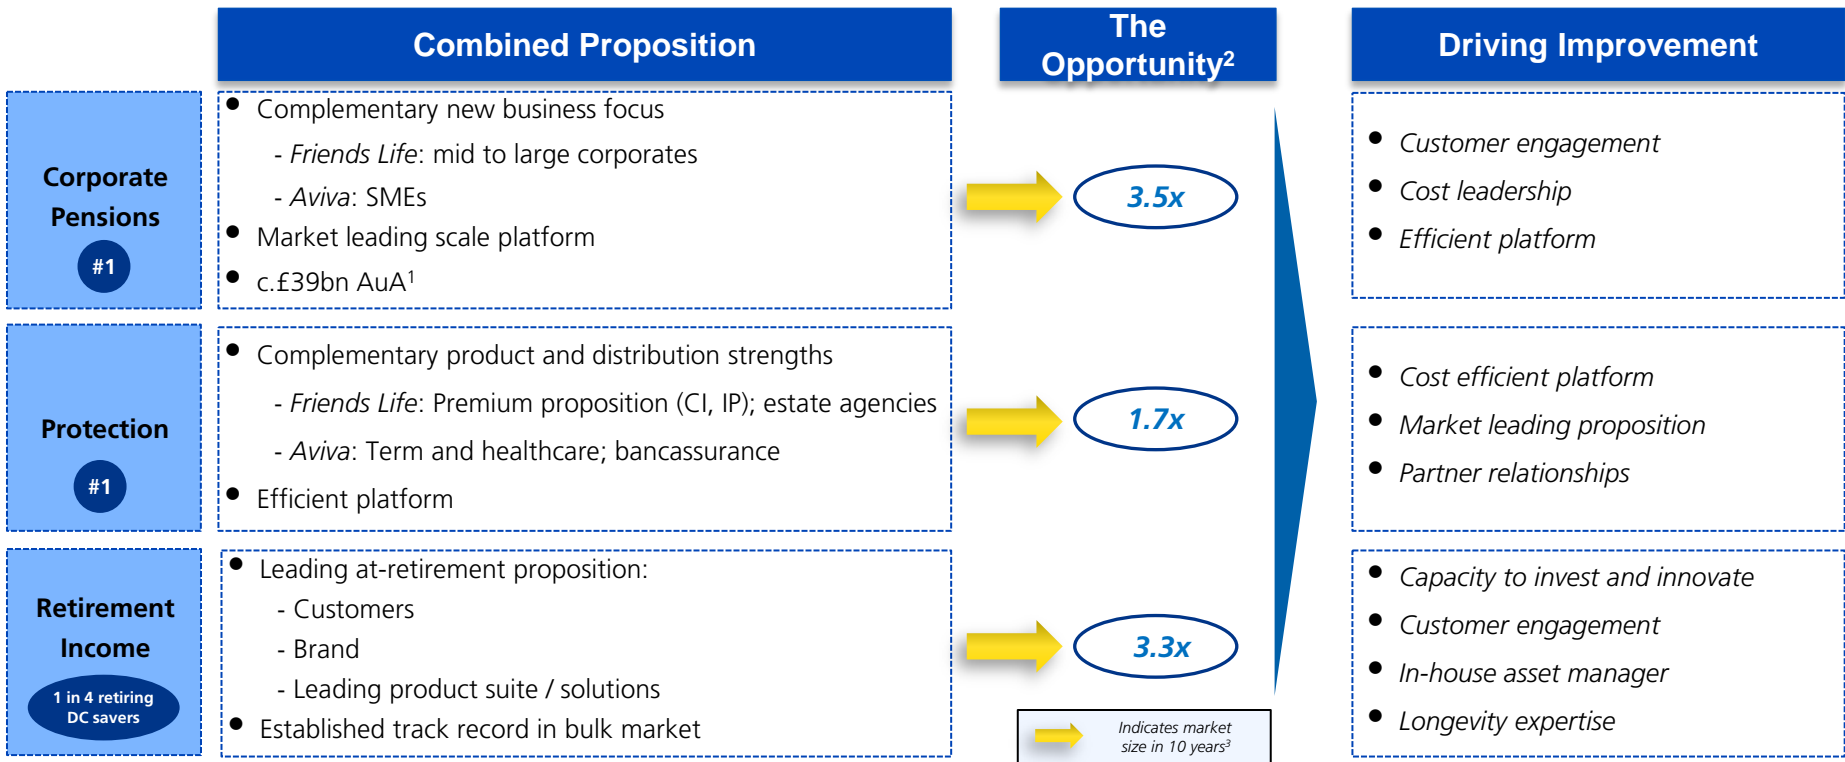 Combined Proposition
The
Opportunity²
Driving Improvement
Corporate
Pensions
#1
• Complementary new business focus
- Friends Life: mid to large corporates
- Aviva: SMEs
• Market leading scale platform
• c.£39bn AuA¹
3.5x
• Customer engagement
• Cost leadership
• Efficient platform
Protection
#1
• Complementary product and distribution strengths
- Friends Life: Premium proposition (CI, IP); estate agencies
- Aviva: Term and healthcare; bancassurance
• Efficient platform
1.7x
• Cost efficient platform
• Market leading proposition
• Partner relationships
Retirement
Income
1 in 4 retiring
DC savers
• Leading at-retirement proposition:
- Customers
- Brand
- Leading product suite / solutions
• Established track record in bulk market
3.3x
Indicates market
size in 10 years³
• Capacity to invest and innovate
• Customer engagement
• In-house asset manager
• Longevity expertise